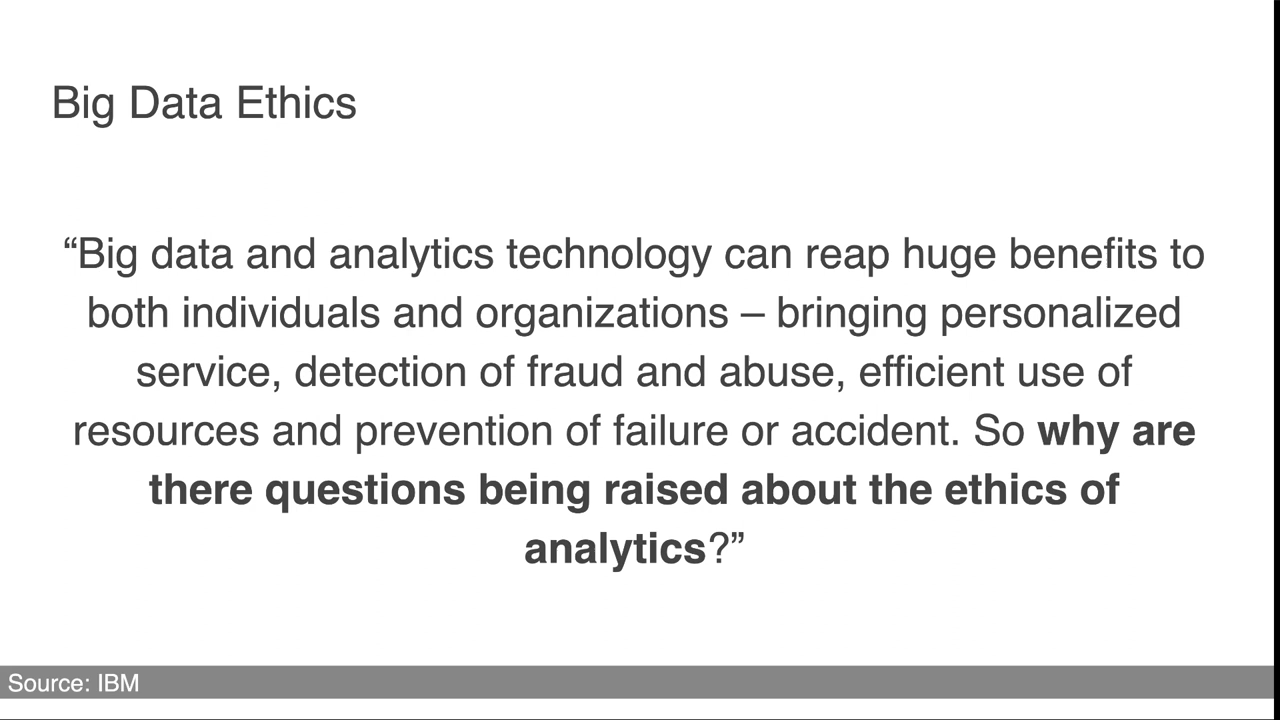 Big Data Ethics
“Big data and analytics technology can reap huge benefits to
both individuals and organizations – bringing personalized
service, detection of fraud and abuse, efficient use of
resources and prevention of failure or accident. So why are
there questions being raised about the ethics of
analytics?”
Source: IBM